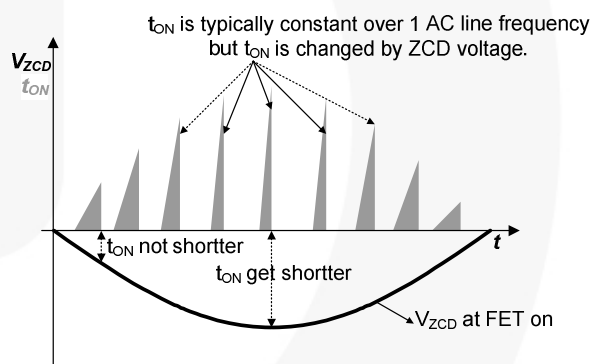 tON is typically constant over 1 AC line frequency
but tON is changed by ZCD voltage.
VZCD
tON
tON not shortter
t
tON get shortter
VZCD at FET on